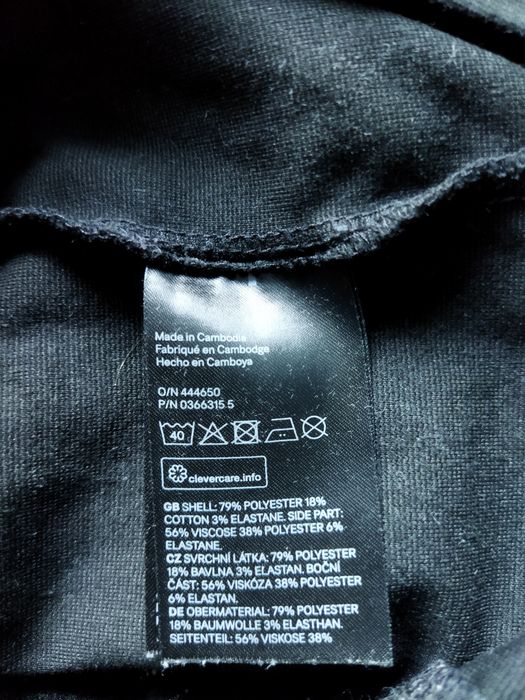 Made in Cambodia
Fabriqué en Cambodge
Hecho en Camboya
O/N 444650
P/N 0366315.5
40
clevercare.info
GB SHELL: 79% POLYESTER 18%
COTTON 3% ELASTANE. SIDE PART:
56% VISCOSE 38% POLYESTER 6%
ELASTANE.
CZ SVRCHNÍ LÁTKA: 79% POLYESTER
18% BAVLNA 3% ELASTAN. BOČNÍ
ČÁST: 56% VISKÓZA 38% POLYESTER
6% ELASTAN.
DE OBERMATERIAL: 79% POLYESTER
18% BAUMWOLLE 3% ELASTHAN.
SEITENTEIL: 56% VISKOSE 38%